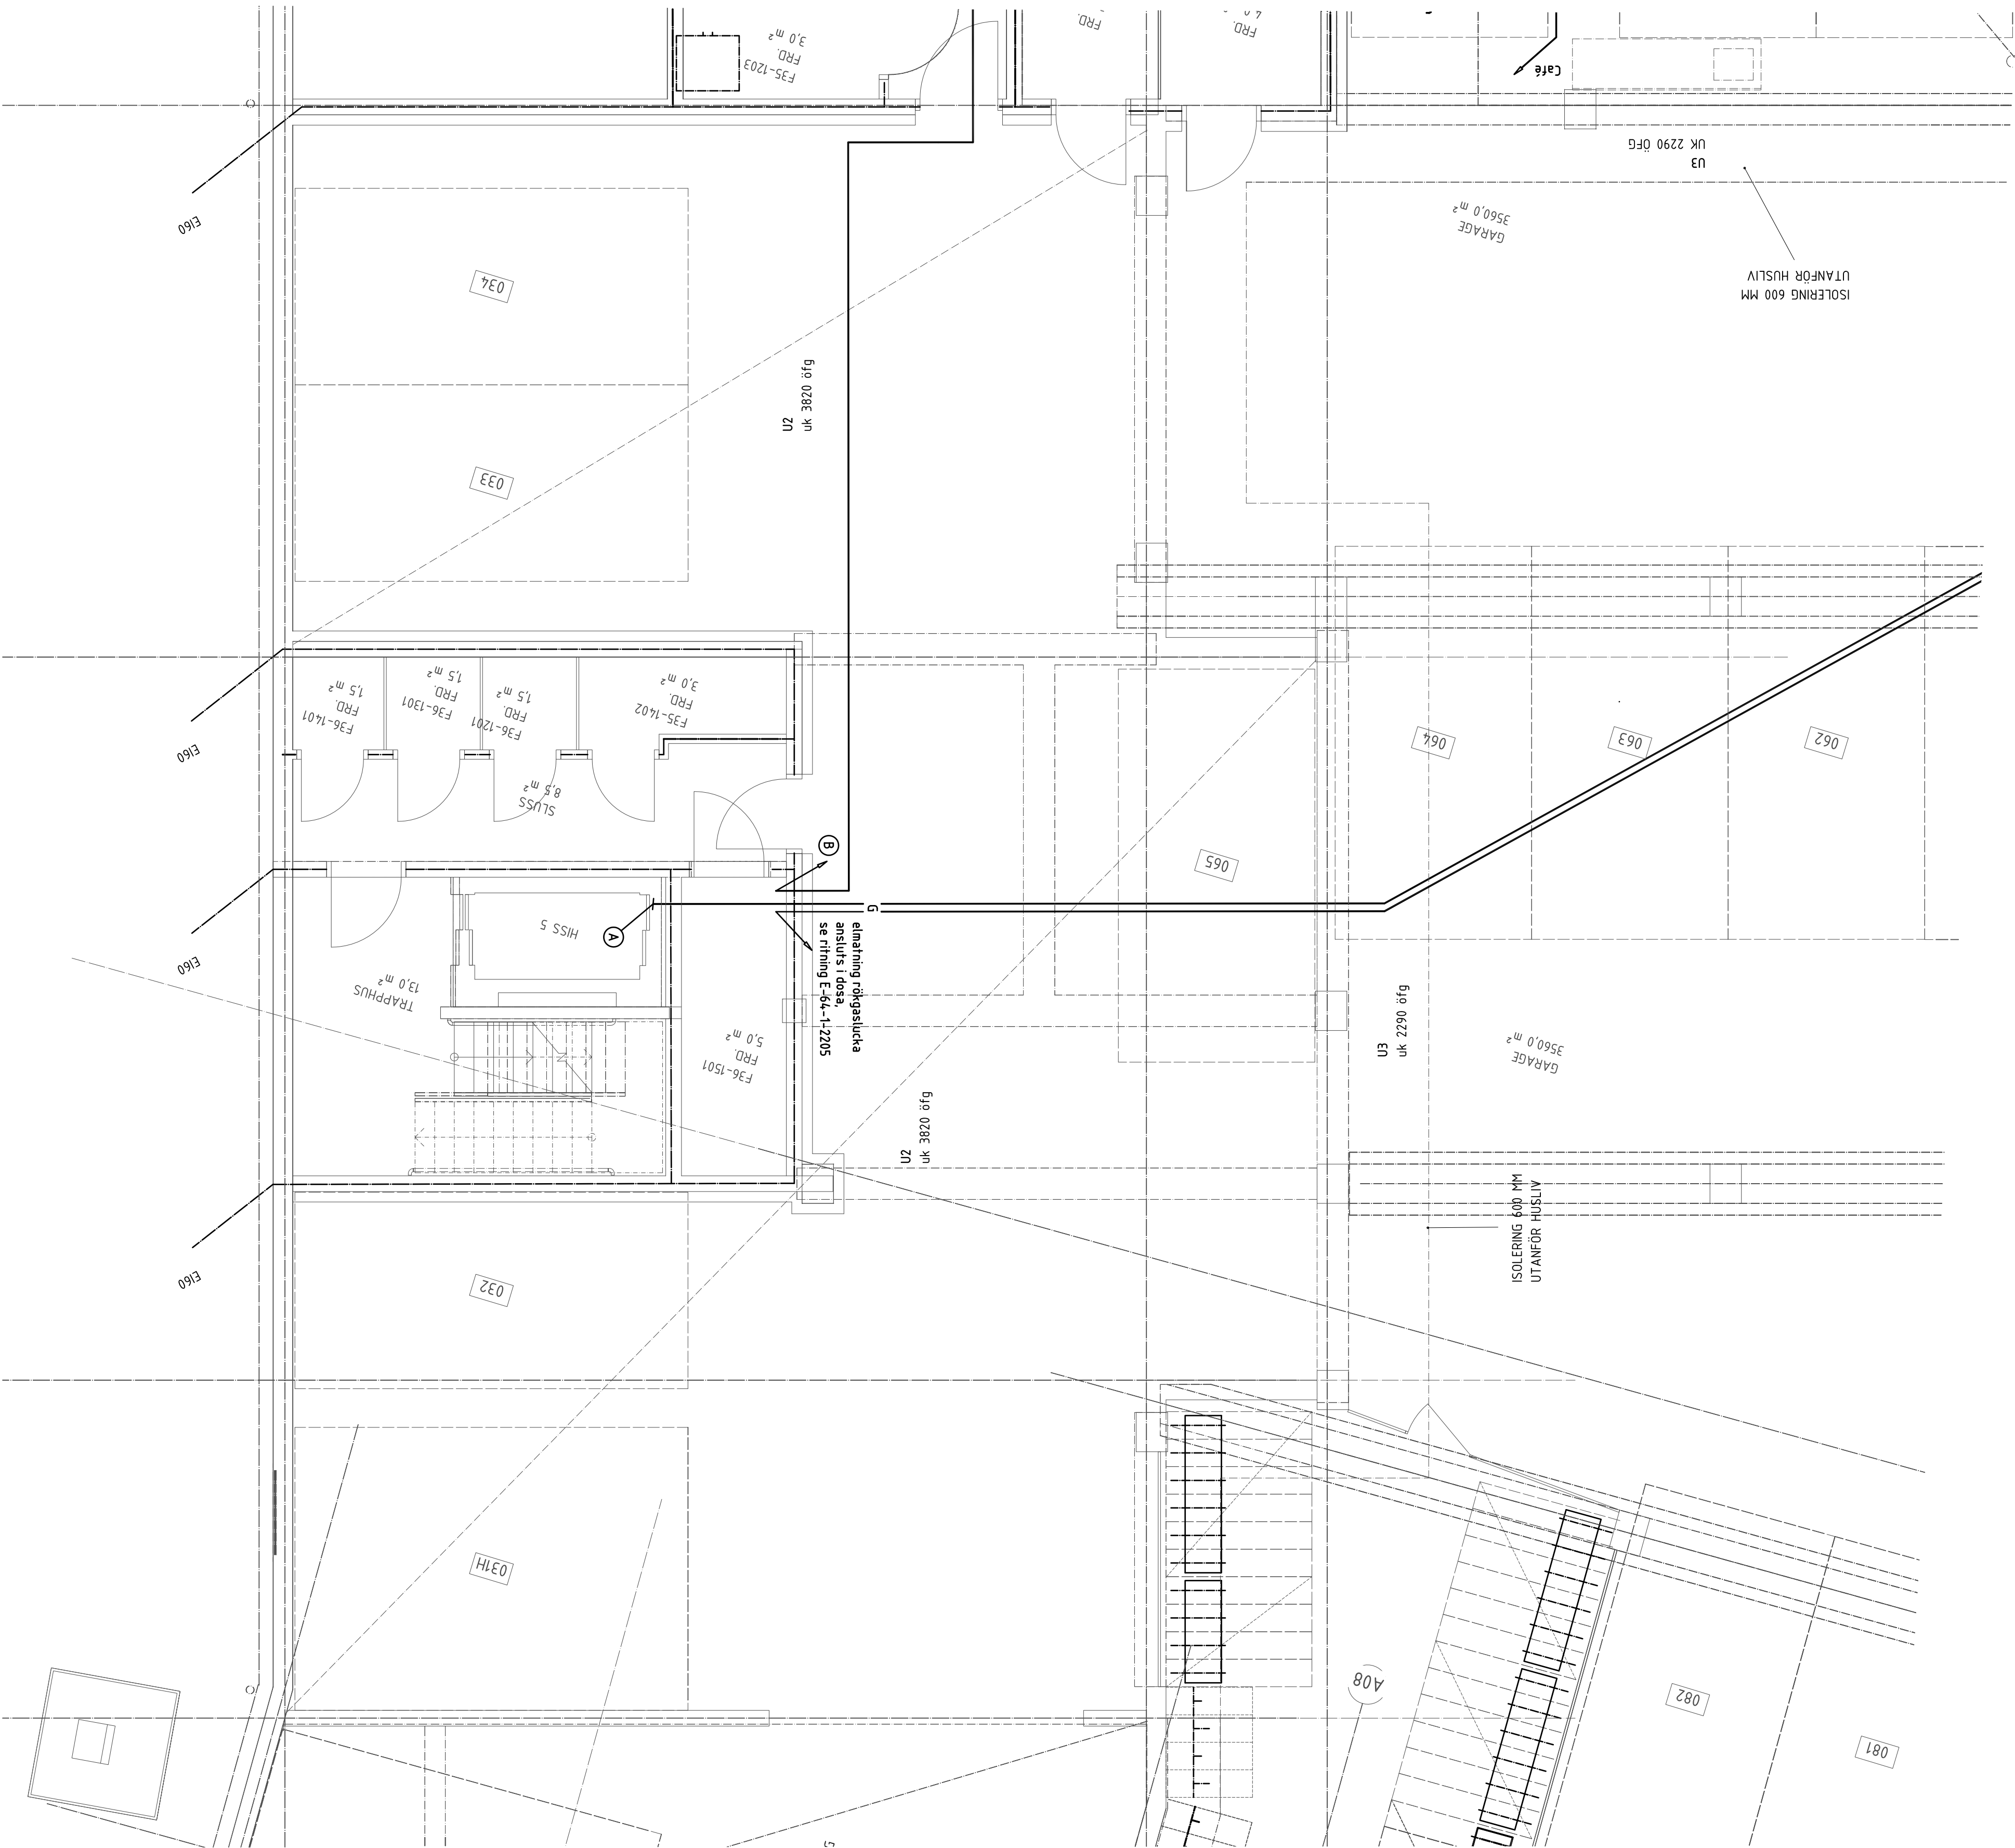 F35-1203
FRD.
3,0 m²
FRD.
FRD.
Café
U3
UK 2290 ÖFG
GARAGE
3560,0 m²
ISOLERING 600 MM
UTANFÖR HUSLIV
EI60
034
033
U2
uk 3820 öfg
EI60
F36-1401
FRD.
1,5 m²
F36-1301
FRD.
1,5 m²
F36-1201
FRD.
1,5 m²
F35-1402
FRD.
3,0 m²
SLUSS
8,5 m²
064
063
062
065
B
G
A
HISS 5
elmatning rökgaslucka
ansluts i dosa,
se ritning E-64-1-2205
EI60
TRAPPHUS
13,0 m²
F36-1501
FRD.
5,0 m²
U3
uk 2290 öfg
GARAGE
3560,0 m²
U2
uk 3820 öfg
ISOLERING 600 MM
UTANFÖR HUSLIV
EI60
032
031H
A08
082
081